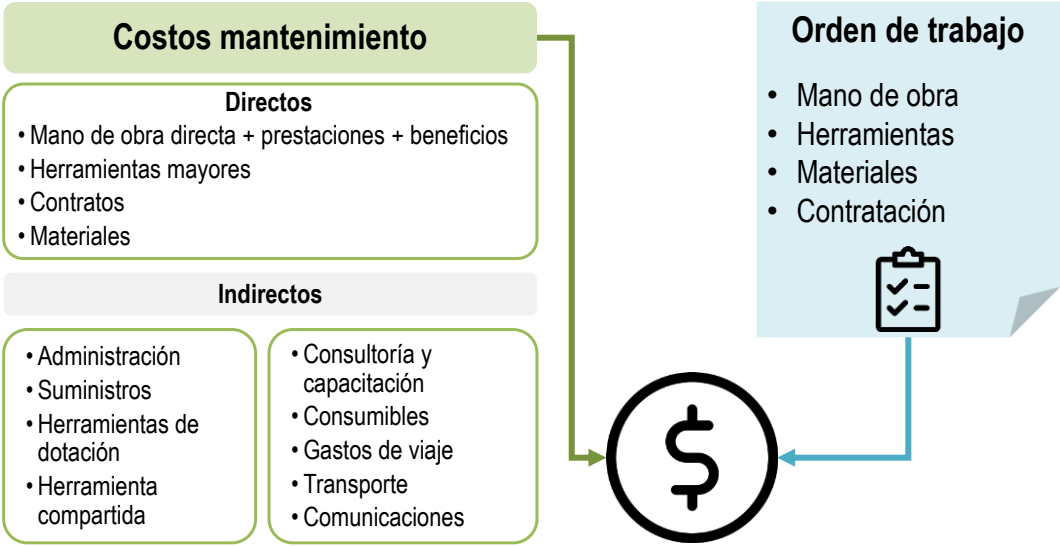 Costos mantenimiento
Directos
• Mano de obra directa + prestaciones + beneficios
• Herramientas mayores
• Contratos
• Materiales
Indirectos
• Administración
• Suministros
• Herramientas de
dotación
• Herramienta
compartida
• Consultoría y
capacitación
• Consumibles
• Gastos de viaje
• Transporte
• Comunicaciones
Orden de trabajo
• Mano de obra
• Herramientas
• Materiales
• Contratación
$